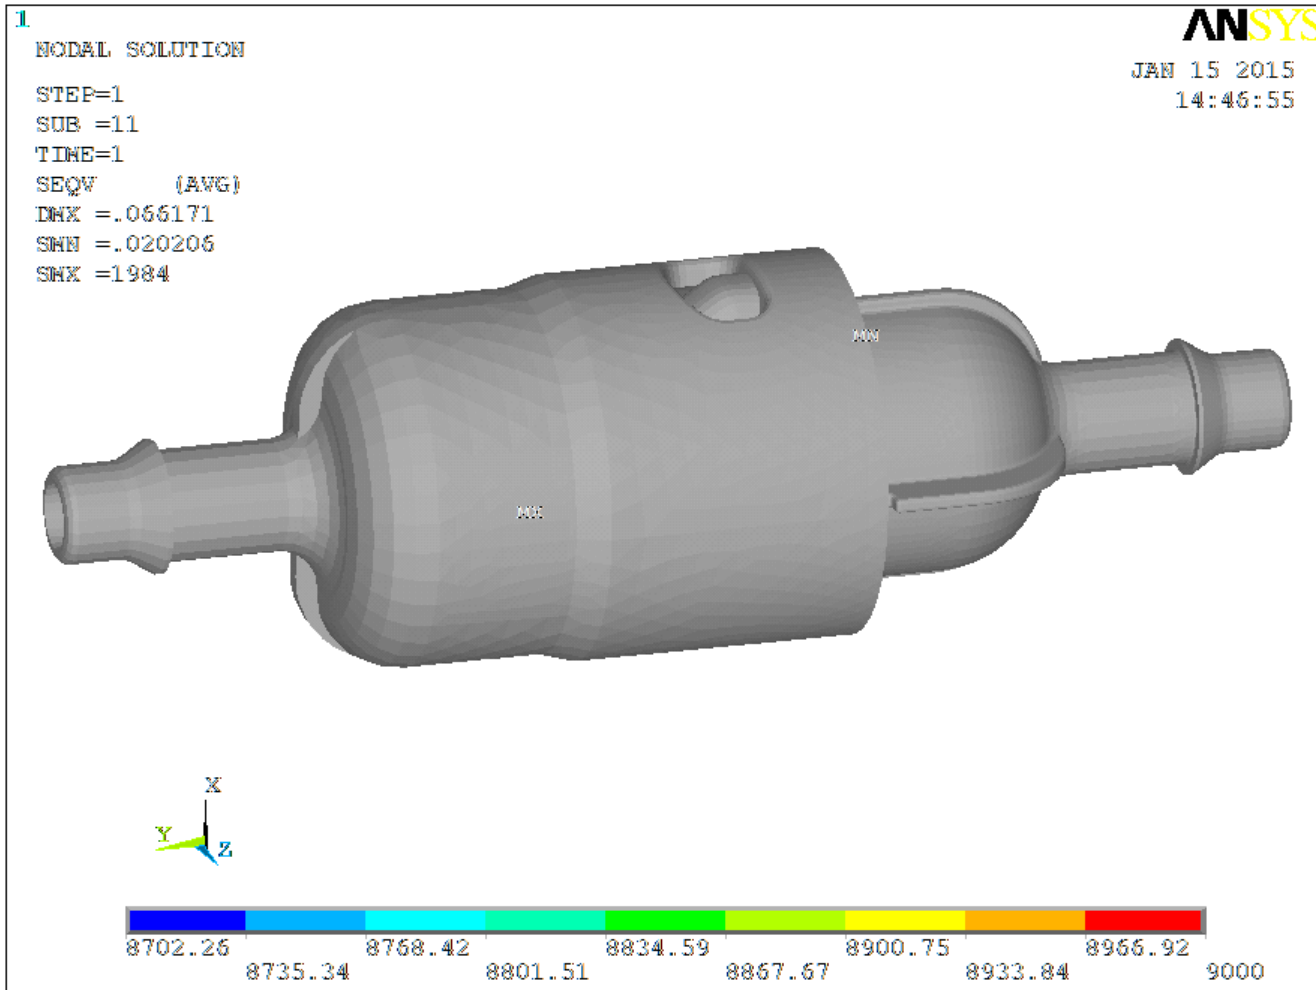 1
NODAL SOLUTION
STEP=1
SUB =11
TIME=1
SEQV (AVG)
DMX =.066171
SMN =.020206
SMX =1984
ANSYS
JAN 15 2015
14:46:55
MN
MX
X
Y
Z
8702.26 8768.42 8834.59 8900.75 8966.92
8735.34 8801.51 8867.67 8933.84 9000